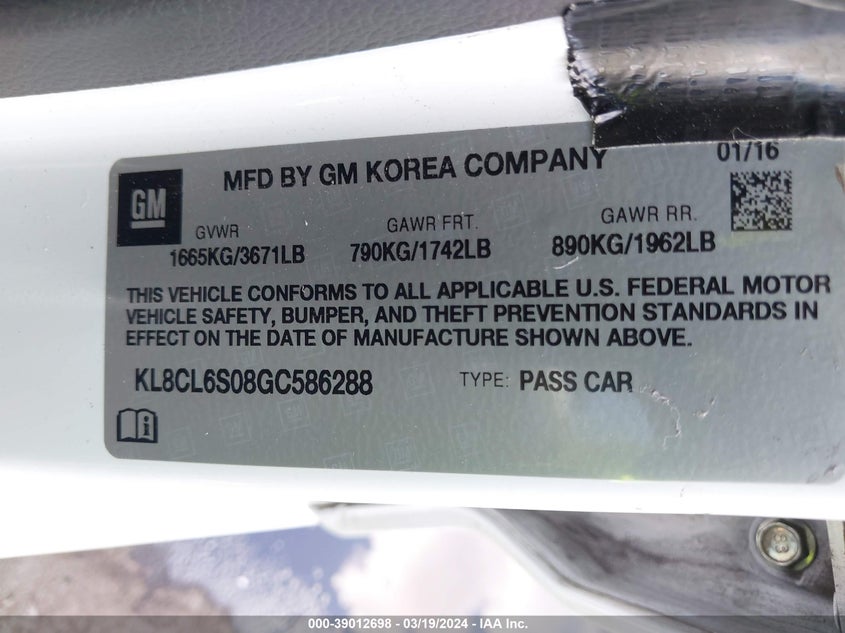 MFD BY GM KOREA COMPANY 01/16
GM
GVWR GAWR FRT. GAWR RR.
1665KG/3671LB 790KG/1742LB 890KG/1962LB
THIS VEHICLE CONFORMS TO ALL APPLICABLE U.S. FEDERAL MOTOR
VEHICLE SAFETY, BUMPER, AND THEFT PREVENTION STANDARDS IN
EFFECT ON THE DATE OF MANUFACTURE SHOWN ABOVE.
KL8CL6S08GC586288 TYPE: PASS CAR
i
83
000-39012698 - 03/19/2024 - IAA Inc.